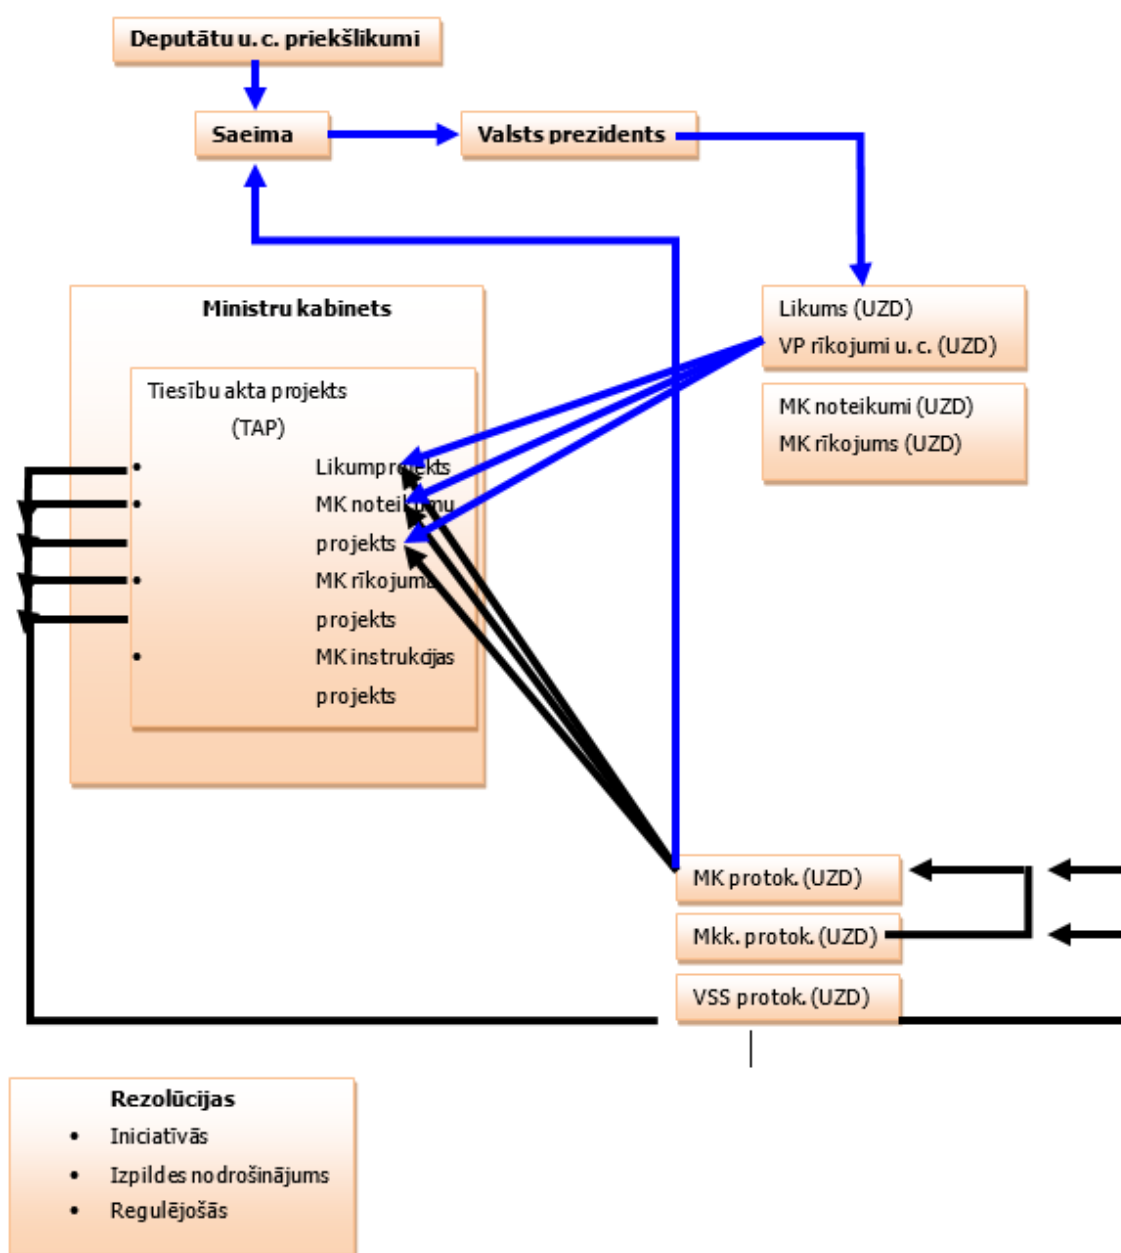 Deputātu u. c. priekšlikumi
Saeima
Valsts prezidents
Ministru kabinets
Likums (UZD)
VP rīkojumi u. c. (UZD)
MK noteikumi (UZD)
MK rīkojums (UZD)
Tiesību akta projekts
(TAP)
• Likumprojekts
• MK noteikumu
projekts
• MK rīkojuma
projekts
• MK instrukcijas
projekts
MK protok. (UZD)
Mkk. protok. (UZD)
VSS protok. (UZD)
Rezolūcijas
• Iniciatīvās
• Izpildes nodrošinājums
• Regulējošās